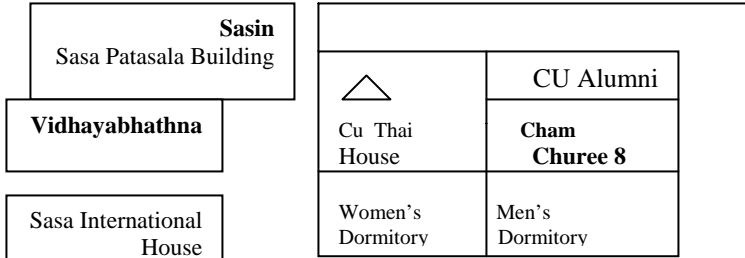 Sasin
Sasa Patasala Building
Vidhayabhathna
Sasa International
House
CU Alumni
Cu Thai
House
Cham
Churee 8
Women's
Dormitory
Men's
Dormitory